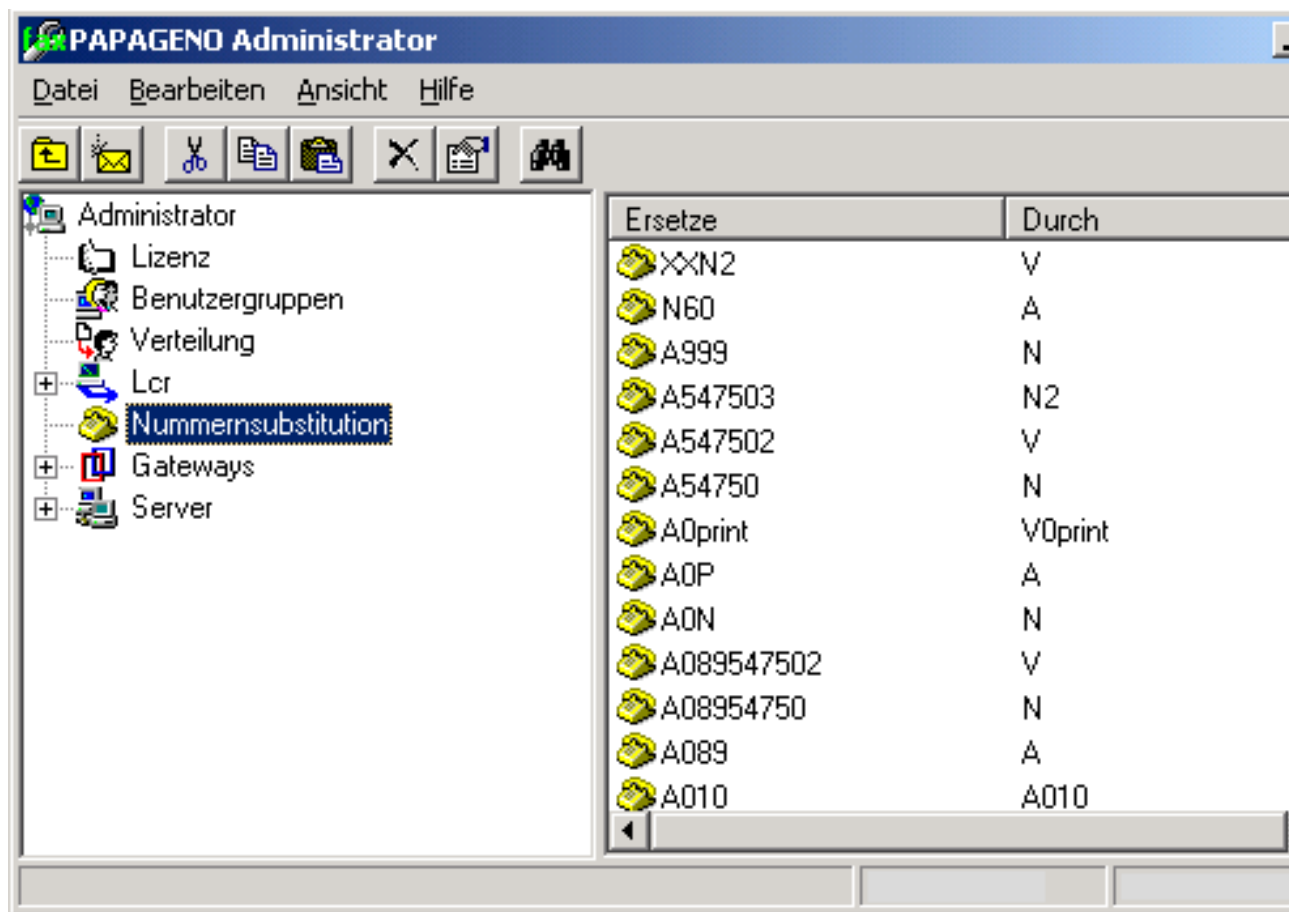 PAPAGENO Administrator
Datei Bearbeiten Ansicht Hilfe
Administrator
Lizenz
Benutzergruppen
Verteilung
Lcr
Nummernsubstitution
Gateways
Server
Ersetze Durch
XXN2 V
N60 A
A999 N
A547503 N2
A547502 V
A54750 N
A0print V0print
A0P A
A0N N
A089547502 V
A08954750 N
A089 A
A010 A010